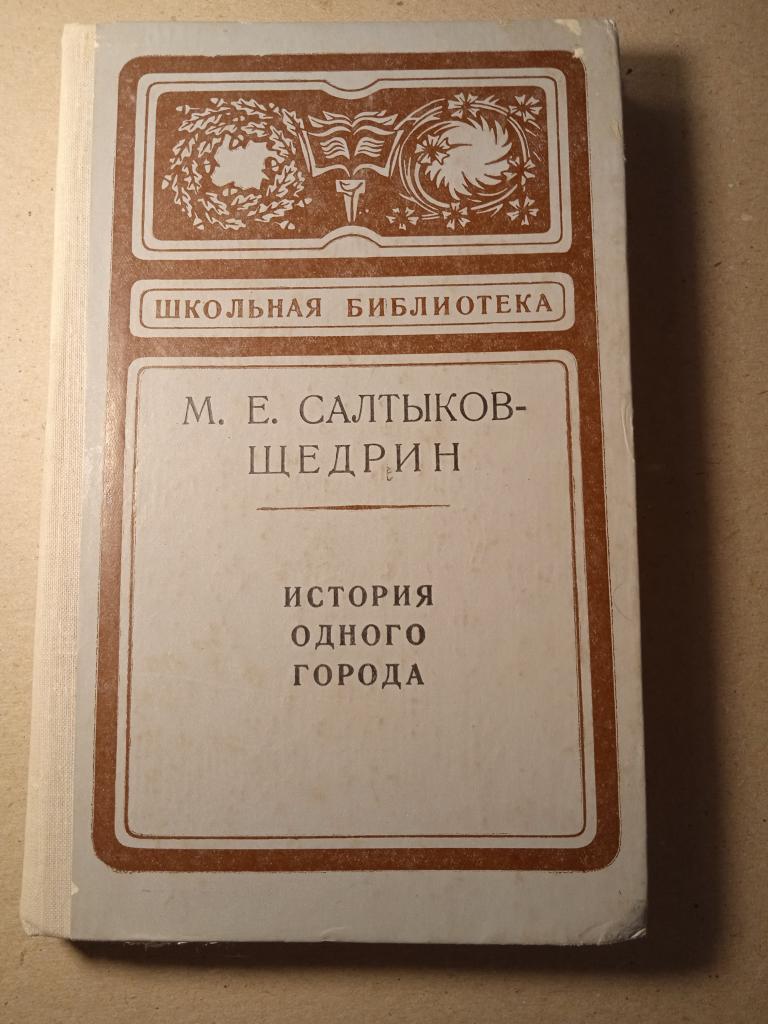 ШКОЛЬНАЯ БИБЛИОТЕКА
М. Е. САЛТЫКОВ-
ЩЕДРИН
ИСТОРИЯ
ОДНОГО
ГОРОДА